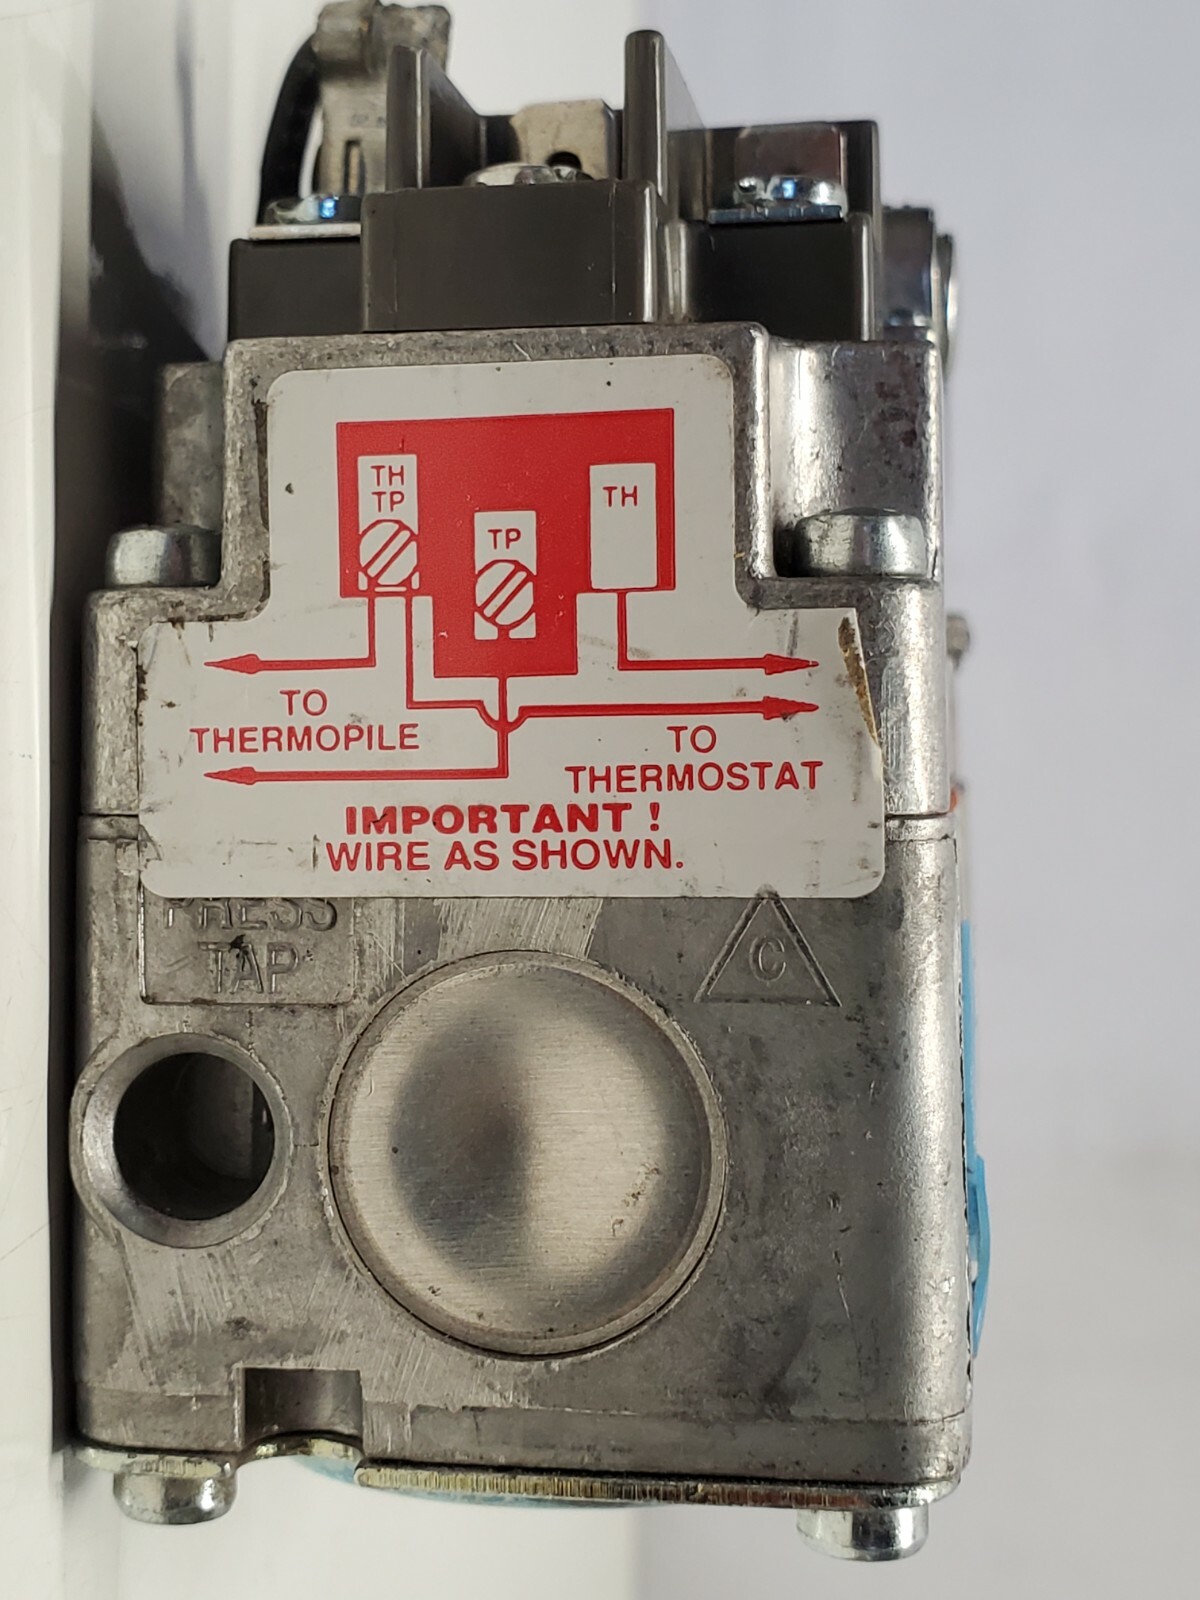 TH
TP
TP
TH
TO
THERMOPILE
TO
THERMOSTAT
IMPORTANT !
WIRE AS SHOWN.
PRESS
TAP
C